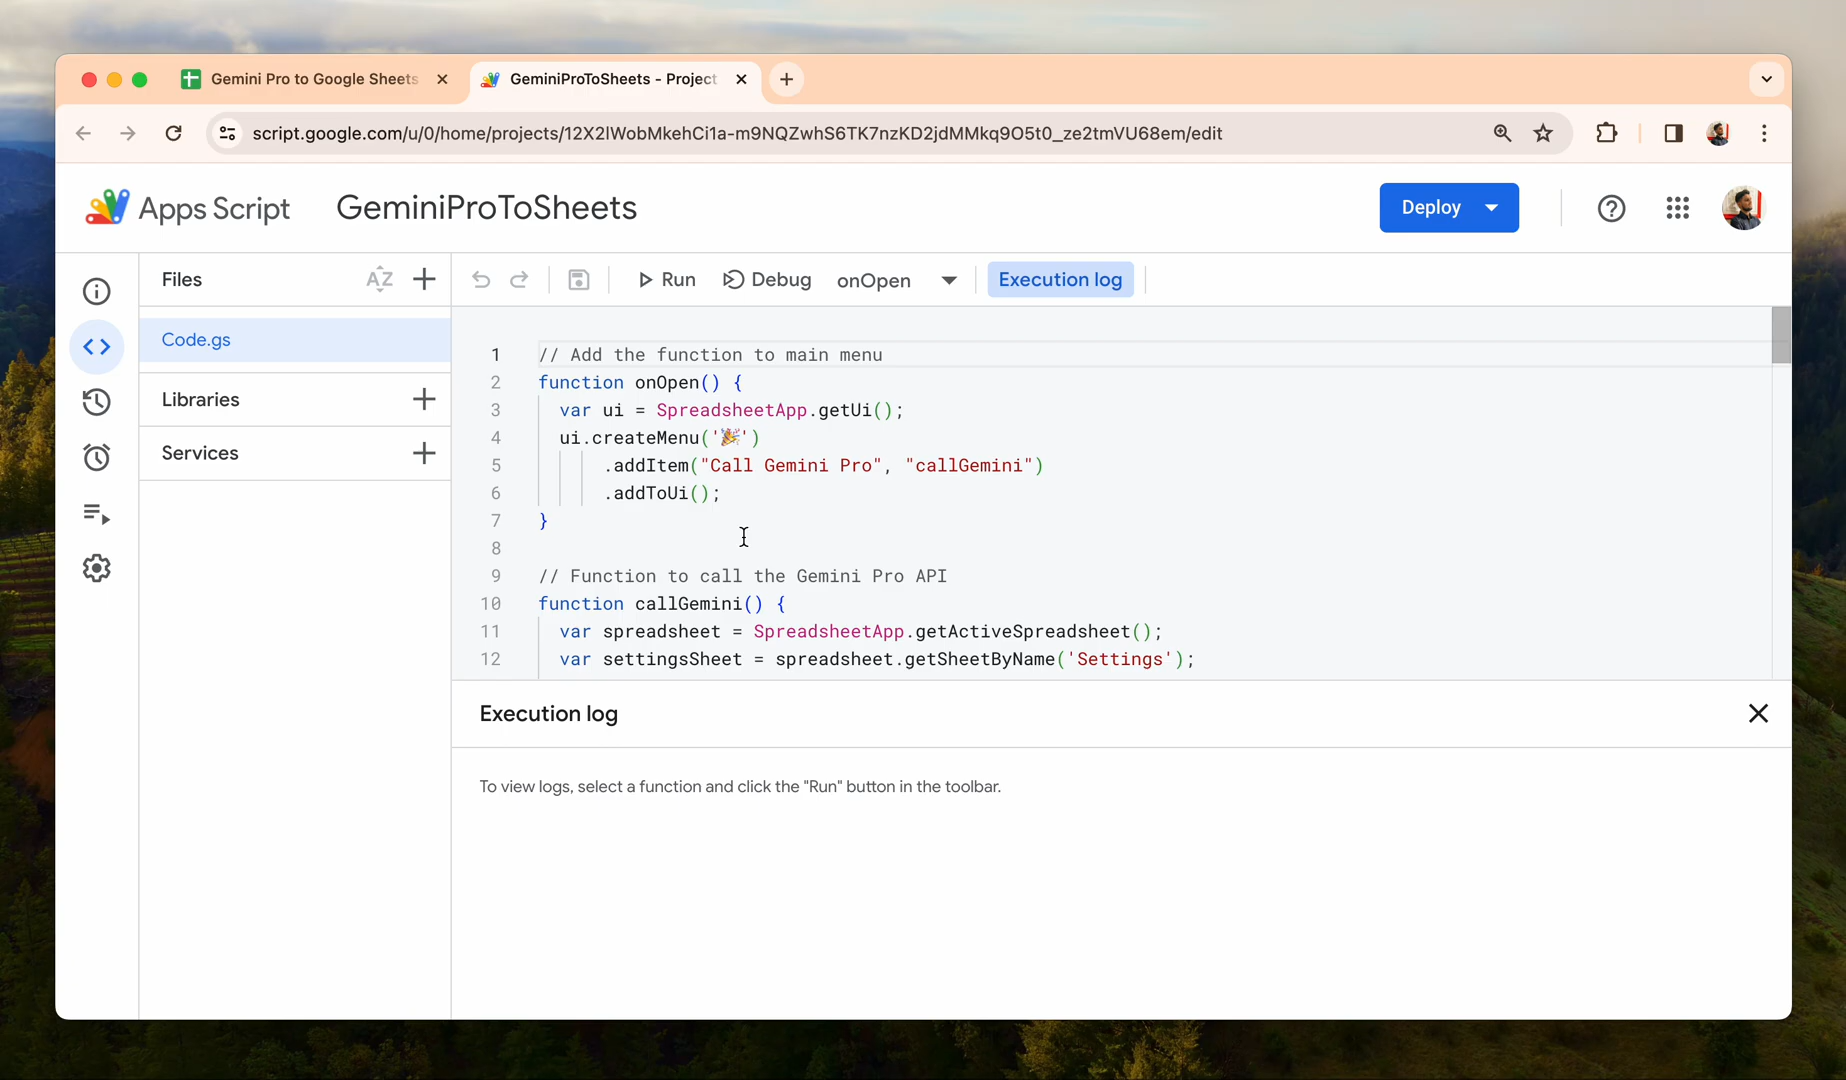 Gemini Pro to Google Sheets
GeminiProToSheets - Project
script.google.com/u/0/home/projects/12X2lWobMkehCi1a-m9NQZwhS6TK7nzKD2jdMMkq9O5t0_ze2tmVU68em/edit
Apps Script
GeminiProToSheets
Deploy
Files
AZ
Run
Debug
onOpen
Execution log
Code.gs
Libraries
Services
1 // Add the function to main menu
2 function onOpen() {
3 var ui = SpreadsheetApp.getUi();
4 ui.createMenu('🎉')
5 .addItem("Call Gemini Pro", "callGemini")
6 .addToUi();
7 }
8
9 // Function to call the Gemini Pro API
10 function callGemini() {
11 var spreadsheet = SpreadsheetApp.getActiveSpreadsheet();
12 var settingsSheet = spreadsheet.getSheetByName('Settings');
Execution log
To view logs, select a function and click the "Run" button in the toolbar.